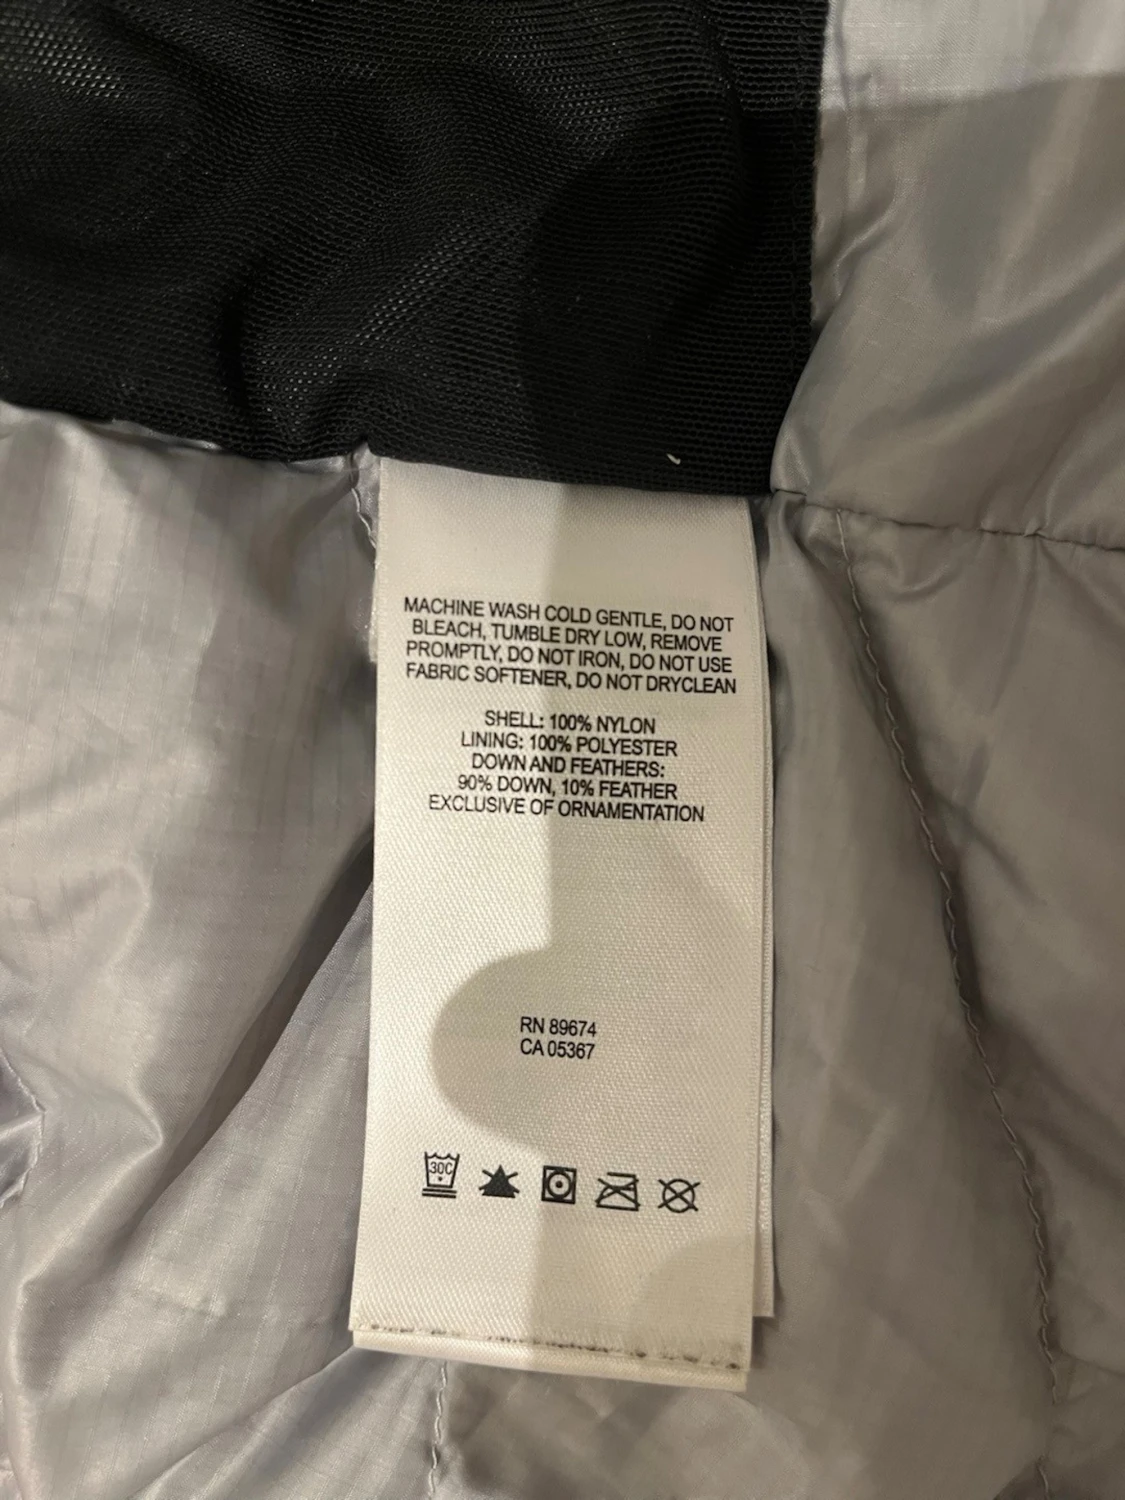 MACHINE WASH COLD GENTLE, DO NOT
BLEACH, TUMBLE DRY LOW, REMOVE
PROMPTLY, DO NOT IRON, DO NOT USE
FABRIC SOFTENER, DO NOT DRYCLEAN
SHELL: 100% NYLON
LINING: 100% POLYESTER
DOWN AND FEATHERS:
90% DOWN, 10% FEATHER
EXCLUSIVE OF ORNAMENTATION
RN 89674
CA 05367
30C